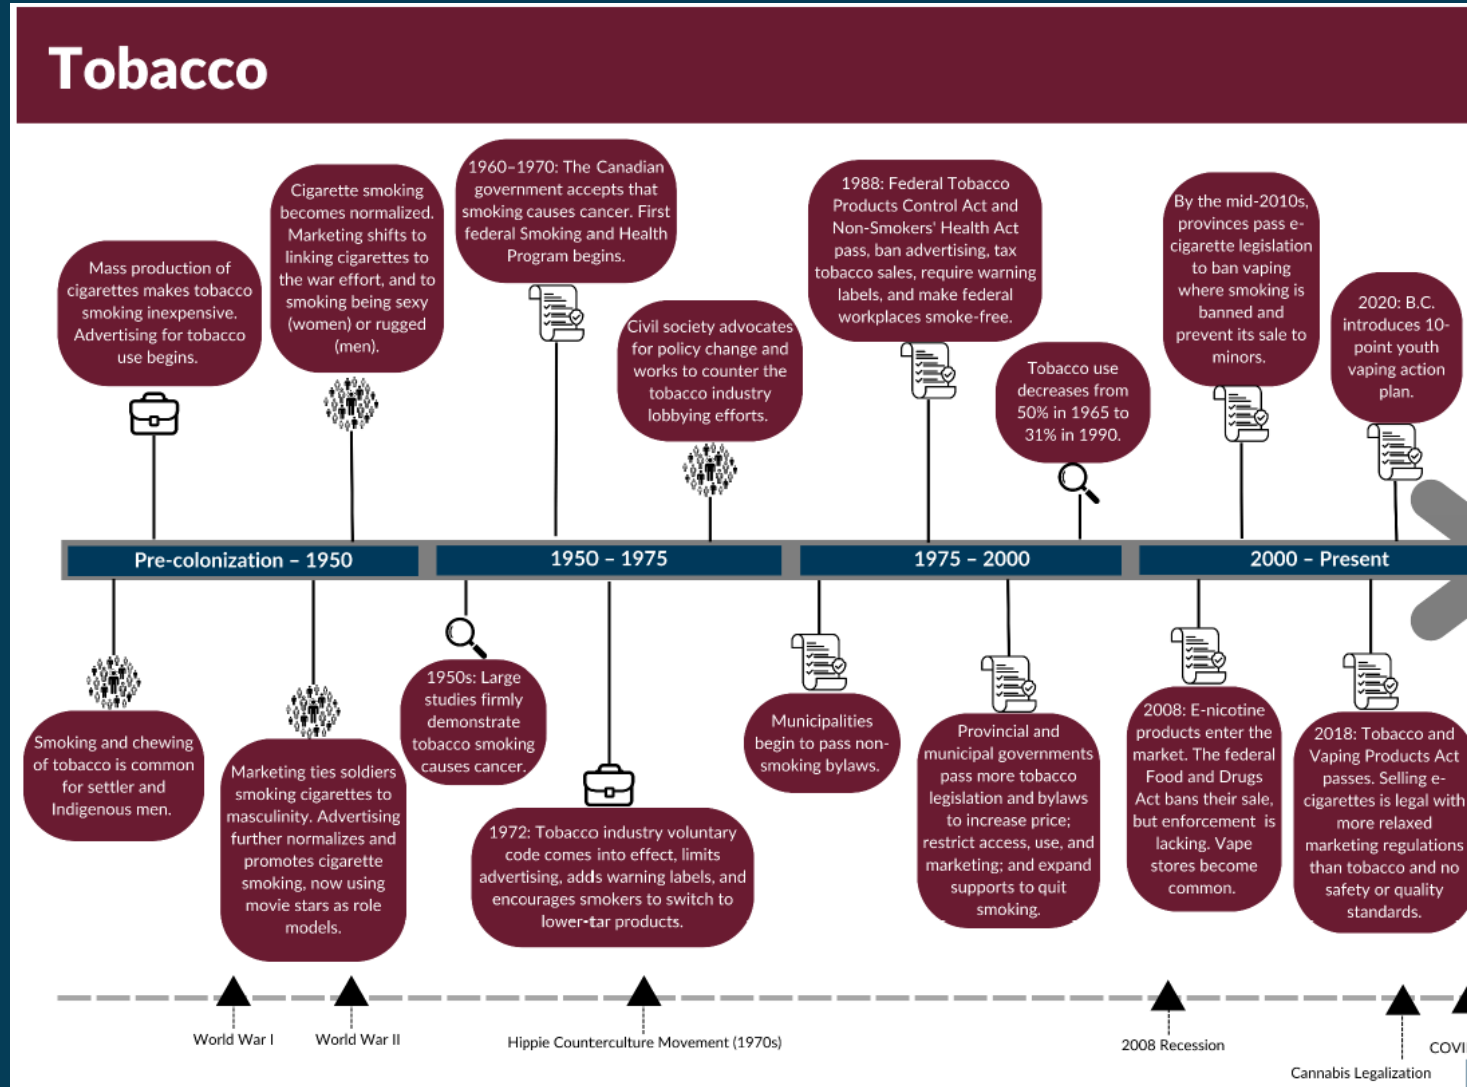 Tobacco
Mass production of
cigarettes makes tobacco
smoking inexpensive.
Advertising for tobacco
use begins.
Cigarette smoking
becomes normalized.
Marketing shifts to
linking cigarettes to
the war effort, and to
smoking being sexy
(women) or rugged
(men).
1960–1970: The Canadian
government accepts that
smoking causes cancer. First
federal Smoking and Health
Program begins.
Civil society advocates
for policy change and
works to counter the
tobacco industry
lobbying efforts.
1988: Federal Tobacco
Products Control Act and
Non-Smokers' Health Act
pass, ban advertising, tax
tobacco sales, require warning
labels, and make federal
workplaces smoke-free.
Tobacco use
decreases from
50% in 1965 to
31% in 1990.
By the mid-2010s,
provinces pass e-
cigarette legislation
to ban vaping
where smoking is
banned and
prevent its sale to
minors.
2020: B.C.
introduces 10-
point youth
vaping action
plan.
Pre-colonization – 1950
1950 – 1975
1975 – 2000
2000 – Present
Smoking and chewing
of tobacco is common
for settler and
Indigenous men.
Marketing ties soldiers
smoking cigarettes to
masculinity. Advertising
further normalizes and
promotes cigarette
smoking, now using
movie stars as role
models.
1950s: Large
studies firmly
demonstrate
tobacco smoking
causes cancer.
1972: Tobacco industry voluntary
code comes into effect, limits
advertising, adds warning labels, and
encourages smokers to switch to
lower-tar products.
Municipalities
begin to pass non-
smoking bylaws.
Provincial and
municipal governments
pass more tobacco
legislation and bylaws
to increase price;
restrict access, use, and
marketing; and expand
supports to quit
smoking.
2008: E-nicotine
products enter the
market. The federal
Food and Drugs
Act bans their sale,
but enforcement is
lacking. Vape
stores become
common.
2018: Tobacco and
Vaping Products Act
passes. Selling e-
cigarettes is legal with
more relaxed
marketing regulations
than tobacco and no
safety or quality
standards.
World War I
World War II
Hippie Counterculture Movement (1970s)
2008 Recession
Cannabis Legalization